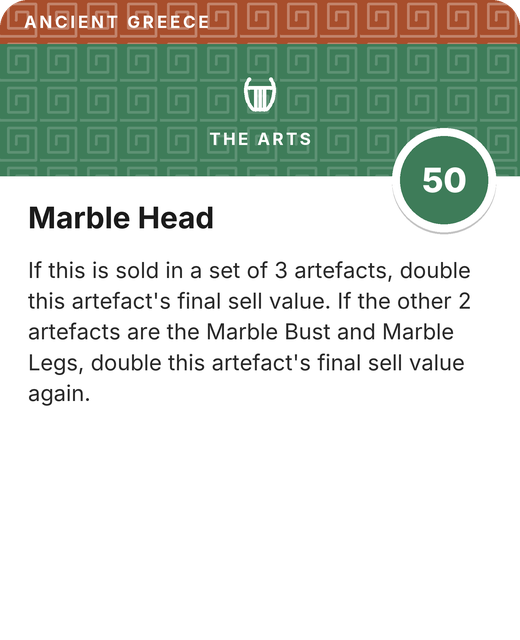 ANCIENT GREECE
THE ARTS
50
Marble Head
If this is sold in a set of 3 artefacts, double
this artefact's final sell value. If the other 2
artefacts are the Marble Bust and Marble
Legs, double this artefact's final sell value
again.